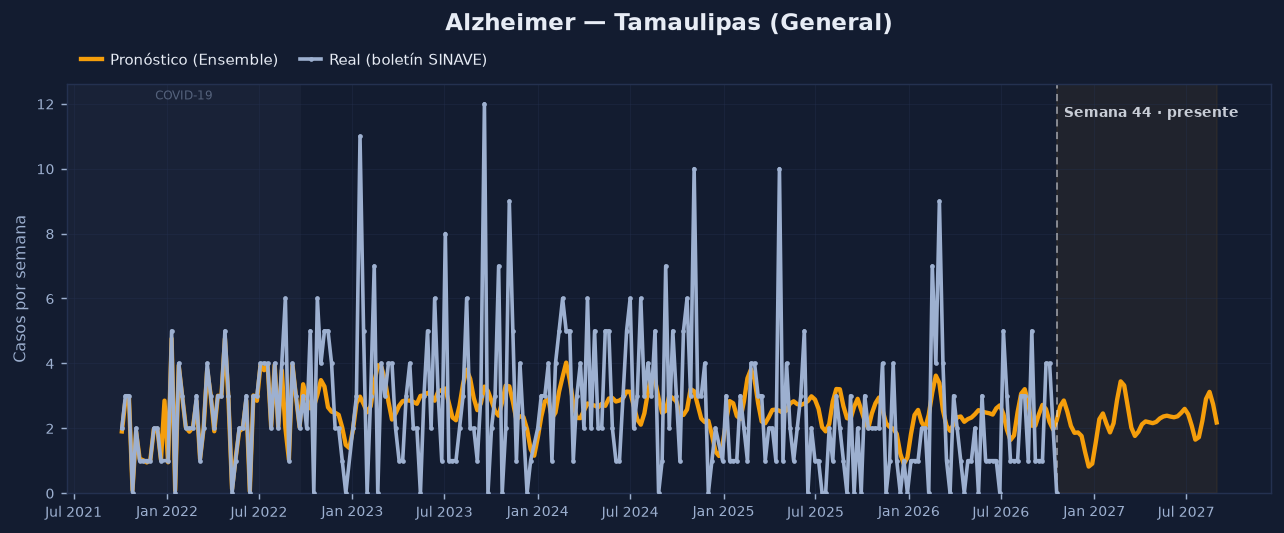 Alzheimer — Tamaulipas (General)
Pronóstico (Ensemble) Real (boletín SINAVE)
COVID-19
Semana 44 · presente
Casos por semana
12
10
8
6
4
2
0
Jul 2021 Jan 2022 Jul 2022 Jan 2023 Jul 2023 Jan 2024 Jul 2024 Jan 2025 Jul 2025 Jan 2026 Jul 2026 Jan 2027 Jul 2027